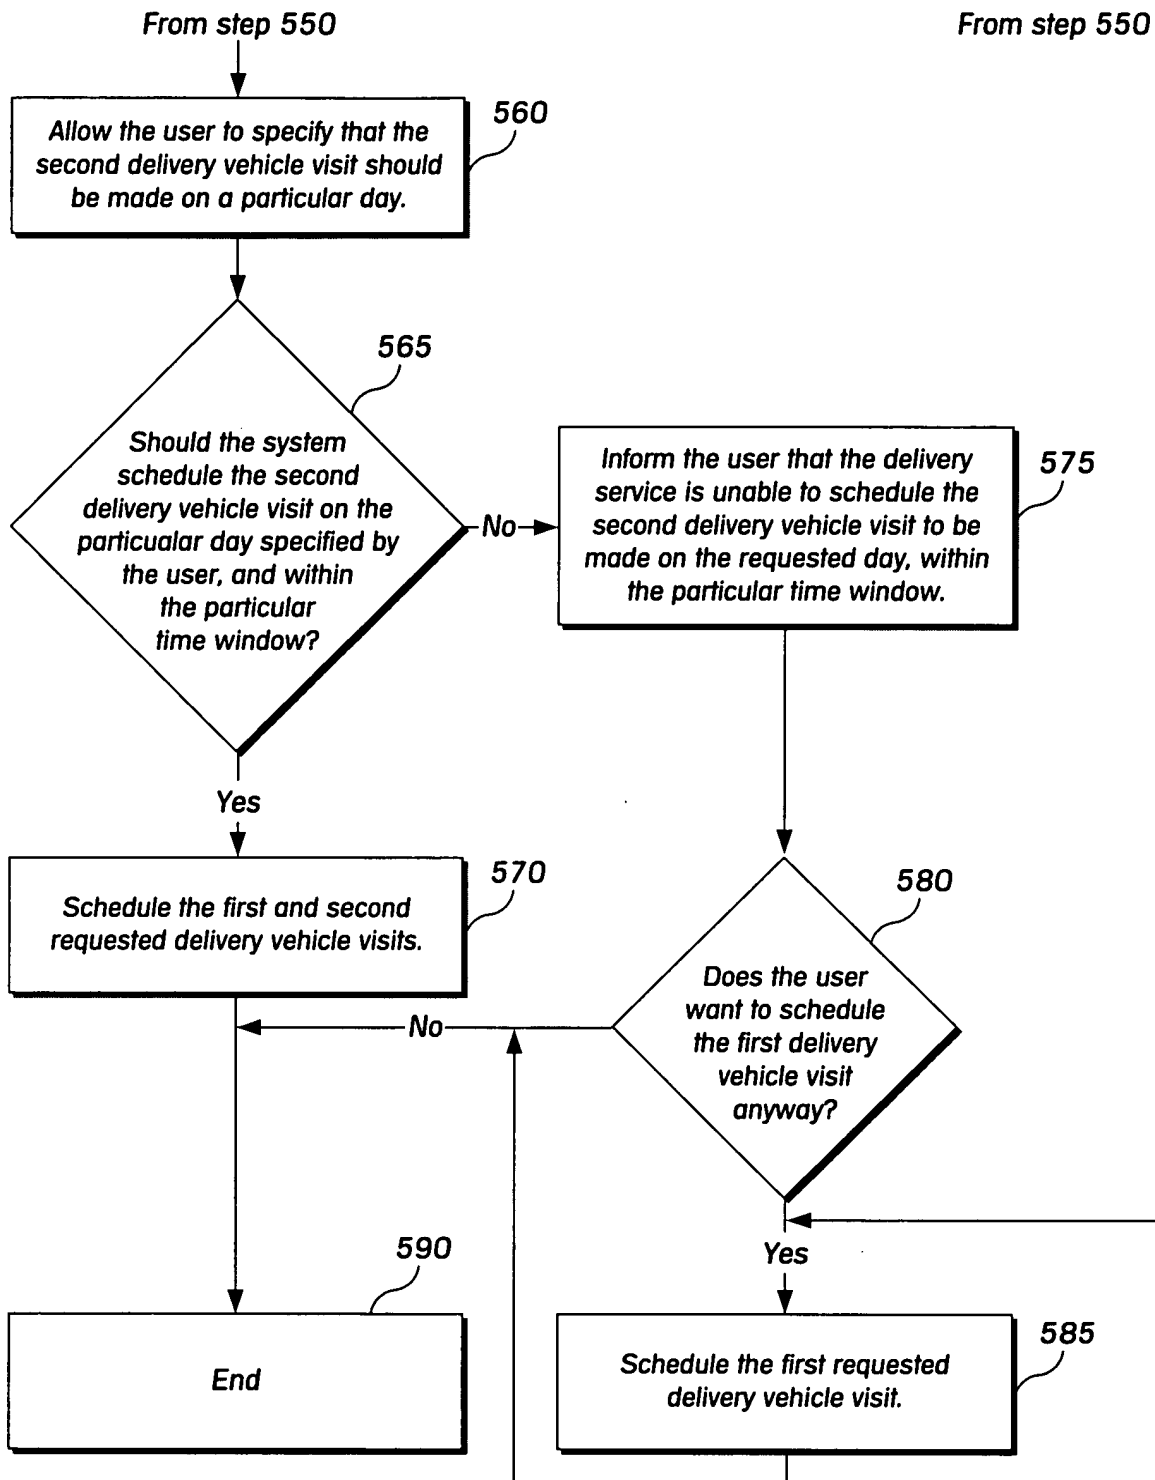 From step 550
From step 550
560
Allow the user to specify that the
second delivery vehicle visit should
be made on a particular day.
565
Should the system
schedule the second
delivery vehicle visit on the
particualar day specified by
the user, and within
the particular
time window?
No
575
Inform the user that the delivery
service is unable to schedule the
second delivery vehicle visit to be
made on the requested day, within
the particular time window.
Yes
570
Schedule the first and second
requested delivery vehicle visits.
580
Does the user
want to schedule
the first delivery
vehicle visit
anyway?
No
Yes
590
End
585
Schedule the first requested
delivery vehicle visit.